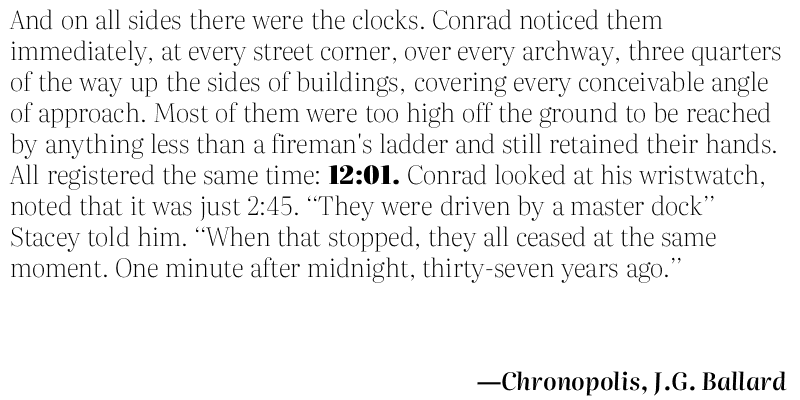 And on all sides there were the clocks. Conrad noticed them
immediately, at every street corner, over every archway, three quarters
of the way up the sides of buildings, covering every conceivable angle
of approach. Most of them were too high off the ground to be reached
by anything less than a fireman's ladder and still retained their hands.
All registered the same time: 12:01. Conrad looked at his wristwatch,
noted that it was just 2:45. “They were driven by a master dock”
Stacey told him. “When that stopped, they all ceased at the same
moment. One minute after midnight, thirty-seven years ago.”
—Chronopolis, J.G. Ballard